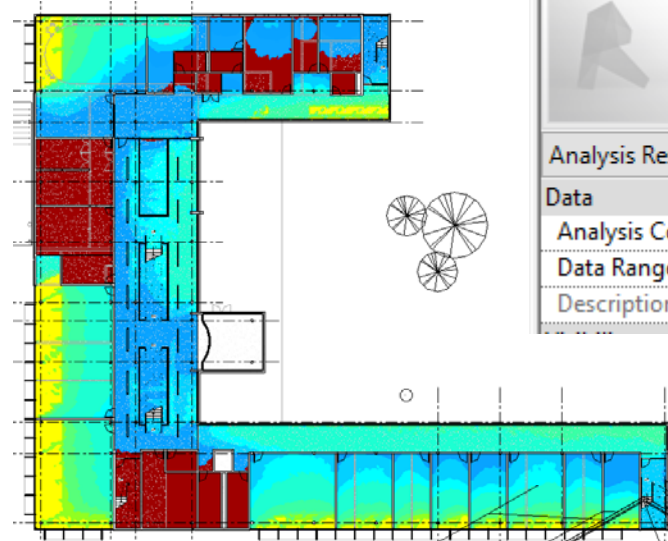 Analysis Re
Data
Analysis C
Data Rang
Description